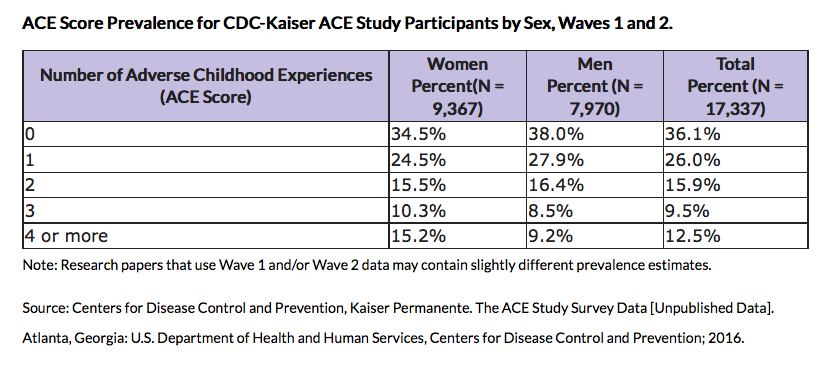 ACE Score Prevalence for CDC-Kaiser ACE Study Participants by Sex, Waves 1 and 2.
Number of Adverse Childhood Experiences
(ACE Score)
Women
Percent(N =
9,367)
Men
Percent (N =
7,970)
Total
Percent (N =
17,337)
0 34.5% 38.0% 36.1%
1 24.5% 27.9% 26.0%
2 15.5% 16.4% 15.9%
3 10.3% 8.5% 9.5%
4 or more 15.2% 9.2% 12.5%
Note: Research papers that use Wave 1 and/or Wave 2 data may contain slightly different prevalence estimates.
Source: Centers for Disease Control and Prevention, Kaiser Permanente. The ACE Study Survey Data [Unpublished Data].
Atlanta, Georgia: U.S. Department of Health and Human Services, Centers for Disease Control and Prevention; 2016.